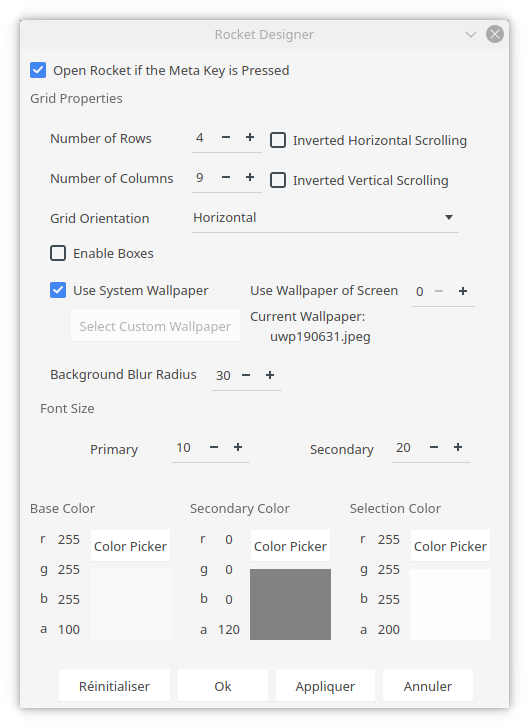 Rocket Designer
Open Rocket if the Meta Key is Pressed
Grid Properties
Number of Rows 4 − + Inverted Horizontal Scrolling
Number of Columns 9 − + Inverted Vertical Scrolling
Grid Orientation Horizontal
Enable Boxes
Use System Wallpaper Use Wallpaper of Screen 0 − +
Select Custom Wallpaper Current Wallpaper:
uwp190631.jpeg
Background Blur Radius 30 − +
Font Size
Primary 10 − + Secondary 20 − +
Base Color Secondary Color Selection Color
r 255 Color Picker r 0 Color Picker r 255 Color Picker
g 255 g 0 g 255
b 255 b 0 b 255
a 100 a 120 a 200
Réinitialiser Ok Appliquer Annuler